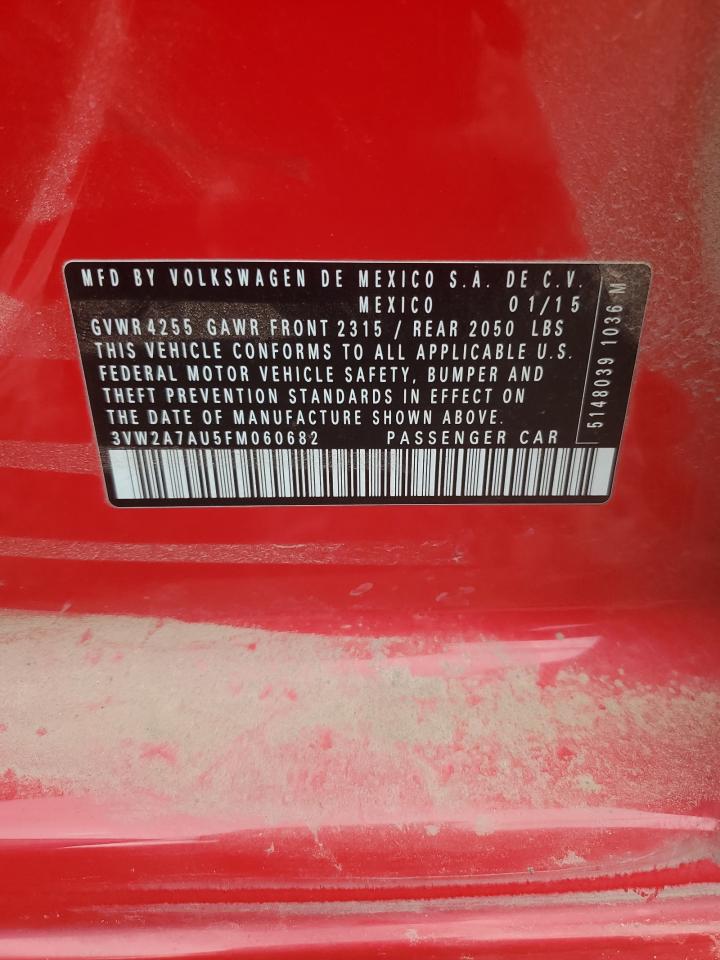 MFD BY VOLKSWAGEN DE MEXICO S.A. DE C.V.
MEXICO 01/15
GVWR 4255 GAWR FRONT 2315 / REAR 2050 LBS
THIS VEHICLE CONFORMS TO ALL APPLICABLE U.S.
FEDERAL MOTOR VEHICLE SAFETY, BUMPER AND
THEFT PREVENTION STANDARDS IN EFFECT ON
THE DATE OF MANUFACTURE SHOWN ABOVE.
3VW2A7AU5FM060682 PASSENGER CAR
5148039 1036 M